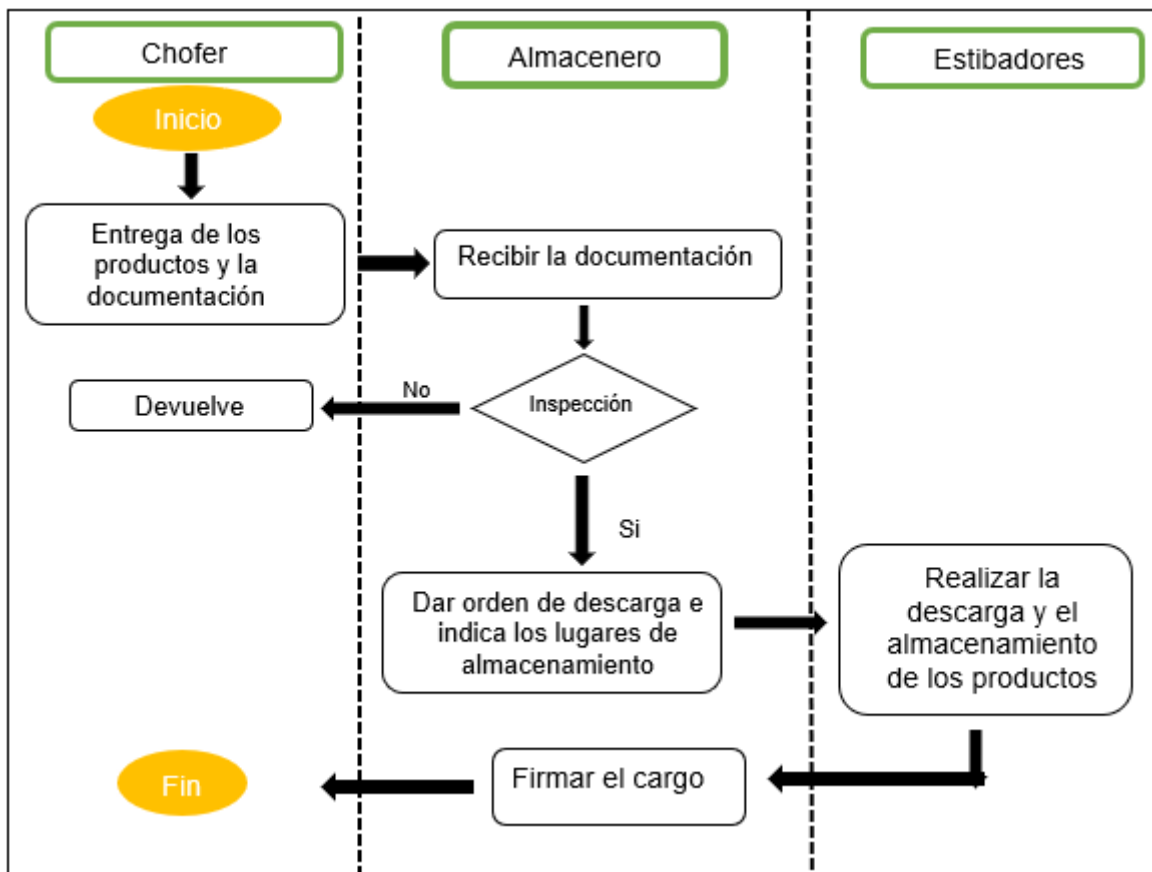 Chofer
Almacenero
Estibadores
Inicio
Entrega de los
productos y la
documentación
Recibir la documentación
Devuelve
No
Inspección
Si
Dar orden de descarga e
indica los lugares de
almacenamiento
Realizar la
descarga y el
almacenamiento
de los productos
Fin
Firmar el cargo